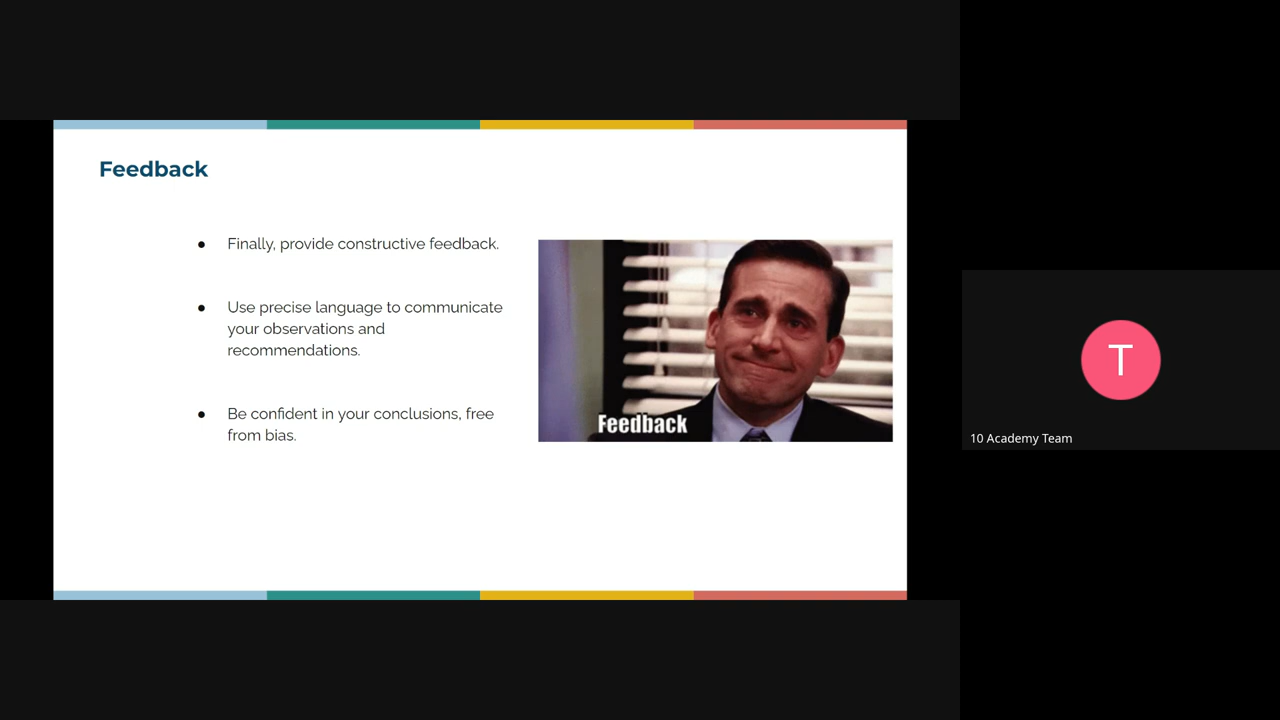 Feedback
● Finally, provide constructive feedback.
● Use precise language to communicate
your observations and
recommendations.
● Be confident in your conclusions, free
from bias.
Feedback
T
10 Academy Team